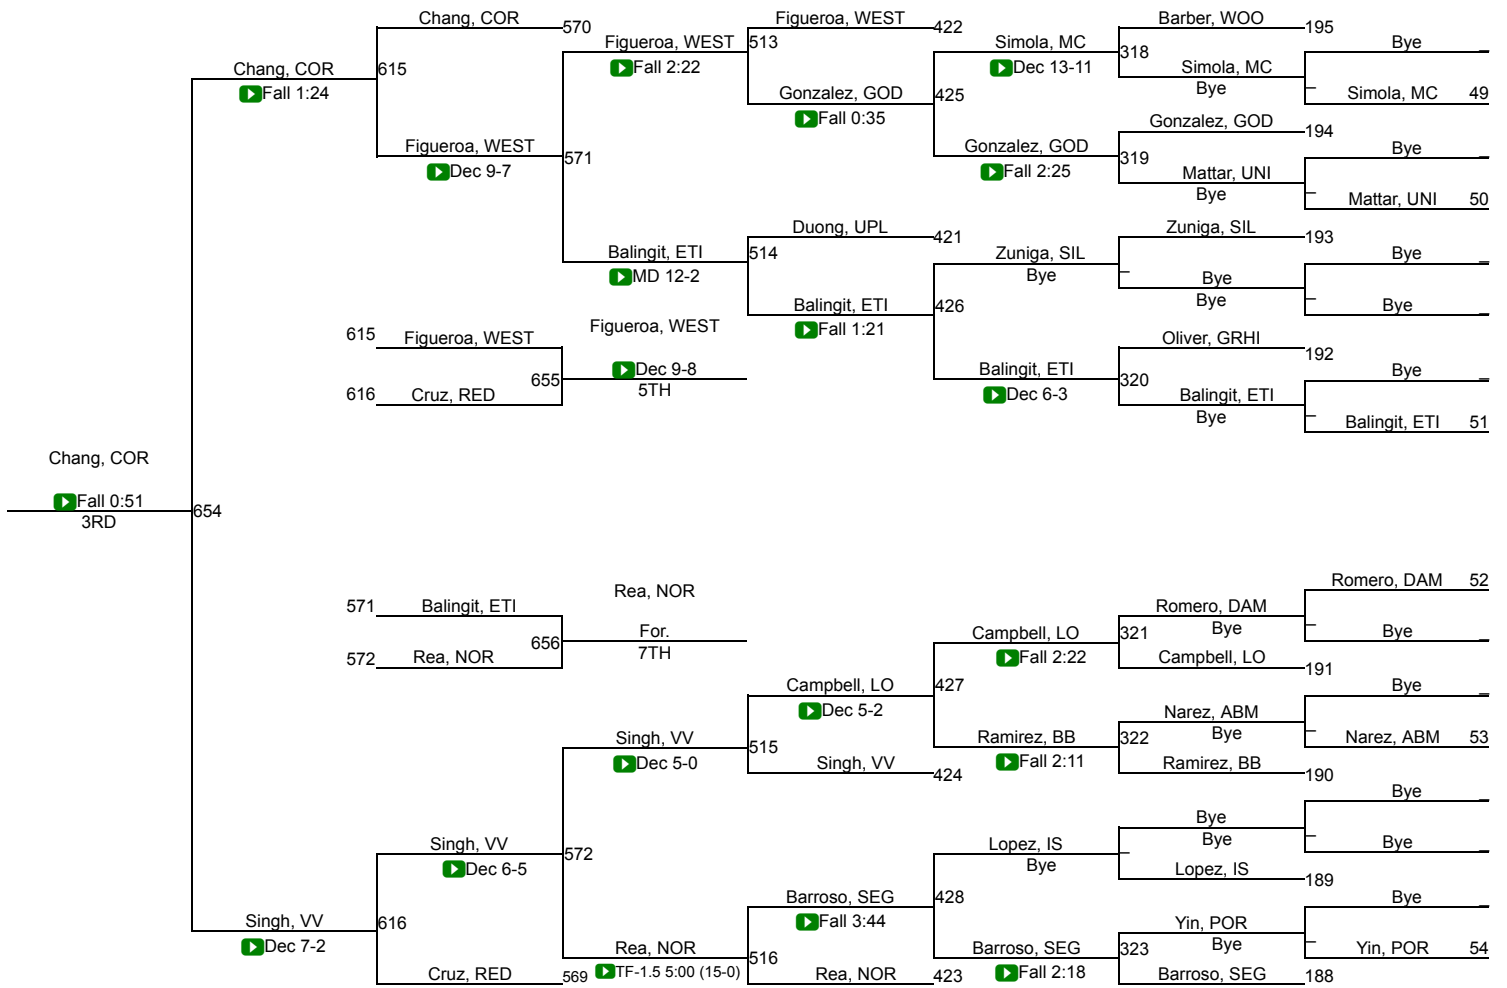 Chang, COR
570
Figueroa, WEST
422
Barber, WOO
195
Figueroa, WEST
513
Fall 2:22
Simola, MC
318
Dec 13-11
Bye
Chang, COR
615
Fall 1:24
Simola, MC
Bye
Gonzalez, GOD
425
Fall 0:35
Simola, MC 49
Gonzalez, GOD
194
Figueroa, WEST
571
Dec 9-7
Gonzalez, GOD
319
Fall 2:25
Bye
Mattar, UNI
Bye
Mattar, UNI 50
Duong, UPL
421
Zuniga, SIL
193
Balingit, ETI
514
MD 12-2
Zuniga, SIL
Bye
Bye
Bye
Bye
Balingit, ETI
426
Fall 1:21
Bye
615
Figueroa, WEST
Figueroa, WEST
Oliver, GRHI
192
655
Dec 9-8
5TH
Balingit, ETI
320
Dec 6-3
Bye
616
Cruz, RED
Balingit, ETI
Bye
Balingit, ETI 51
Chang, COR
Fall 0:51
3RD
654
Rea, NOR
Romero, DAM 52
571
Balingit, ETI
Romero, DAM
Bye
656
For.
7TH
Campbell, LO
321
Fall 2:22
Bye
572
Rea, NOR
Campbell, LO
191
Campbell, LO
427
Dec 5-2
Bye
Narez, ABM
Bye
Singh, VV
515
Dec 5-0
Ramirez, BB
322
Fall 2:11
Narez, ABM 53
Singh, VV
424
Ramirez, BB
190
Bye
Bye
Bye
Singh, VV
572
Dec 6-5
Lopez, IS
Bye
Bye
Lopez, IS
189
Barroso, SEG
428
Fall 3:44
Bye
Singh, VV
616
Dec 7-2
Yin, POR
Bye
Rea, NOR
516
TF-1.5 5:00 (15-0)
Barroso, SEG
323
Fall 2:18
Yin, POR 54
Cruz, RED
569
Rea, NOR
423
Barroso, SEG
188